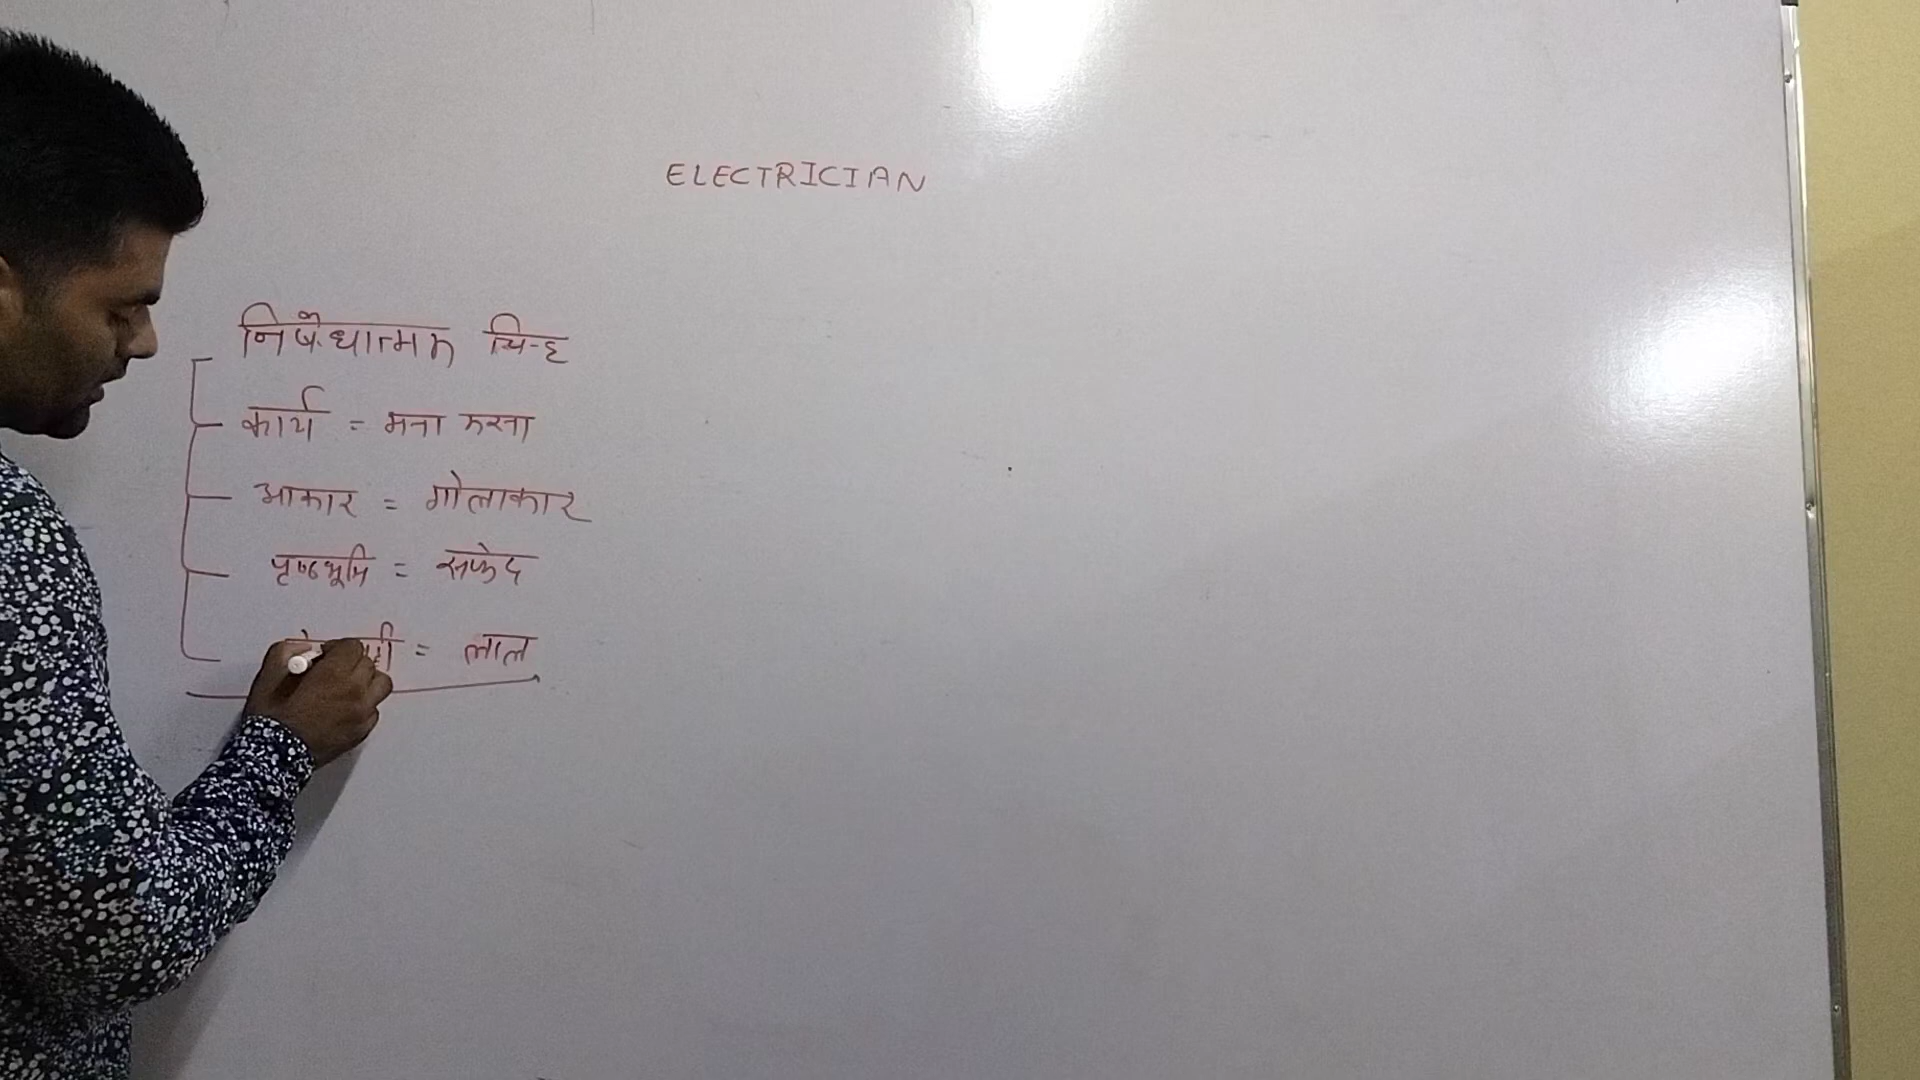 ELECTRICIAN
निषेधात्मक चिन्ह
कार्य = मना करना
आकार = गोलाकार
पृष्ठभूमि = सफेद
= लाल